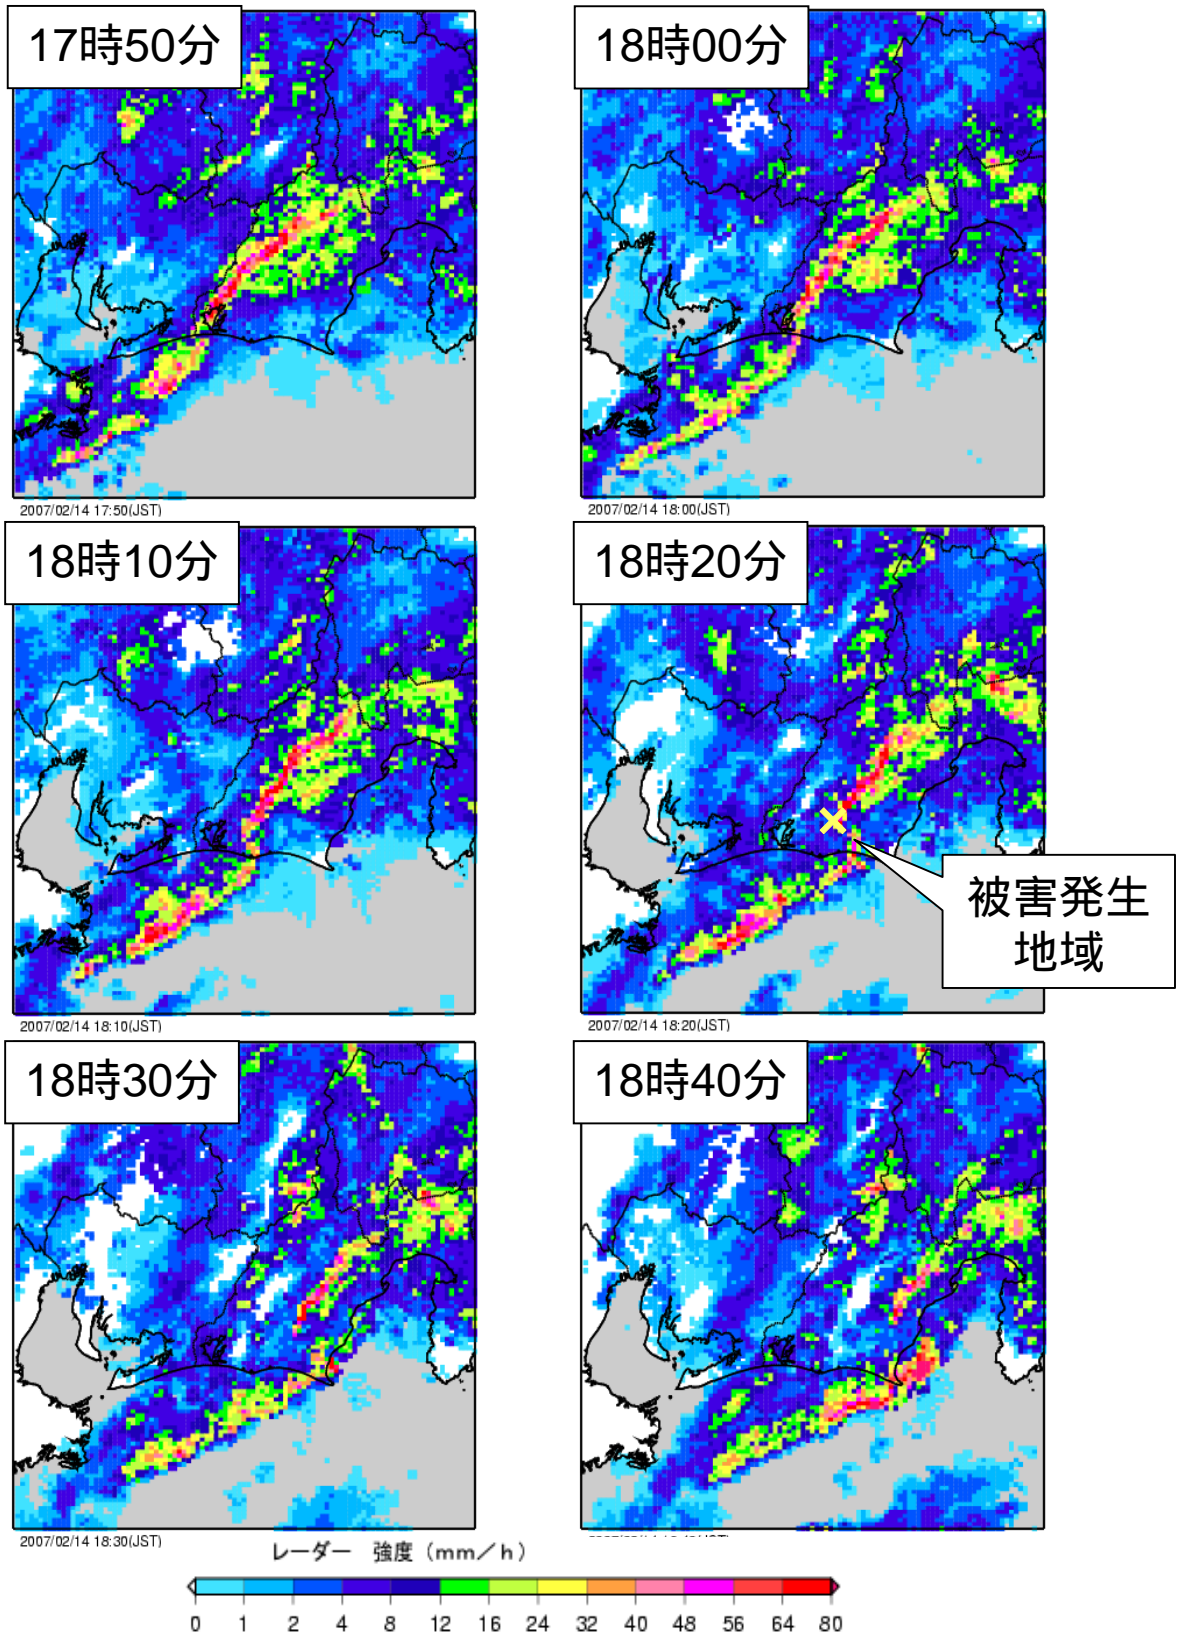 17時50分
18時00分
2007/02/14 17:50(JST)
2007/02/14 18:00(JST)
18時10分
18時20分
被害発生
地域
2007/02/14 18:10(JST)
2007/02/14 18:20(JST)
18時30分
18時40分
2007/02/14 18:30(JST)
レーダー 強度（mm／h）
0 1 2 4 8 12 16 24 32 40 48 56 64 80